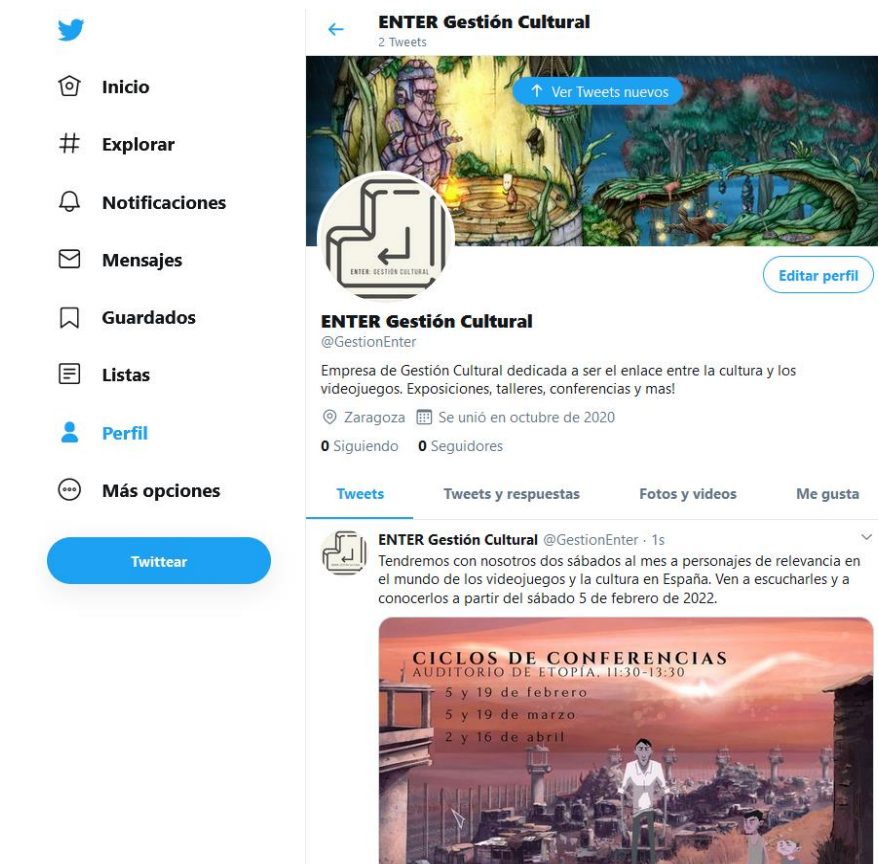 Inicio
Explorar
Notificaciones
Mensajes
Guardados
Listas
Perfil
Más opciones
Twittear
ENTER Gestión Cultural
2 Tweets
Ver Tweets nuevos
ENTER: GESTIÓN CULTURAL
Editar perfil
ENTER Gestión Cultural
@GestionEnter
Empresa de Gestión Cultural dedicada a ser el enlace entre la cultura y los
videojuegos. Exposiciones, talleres, conferencias y mas!
Zaragoza Se unió en octubre de 2020
0 Siguiendo 0 Seguidores
Tweets Tweets y respuestas Fotos y videos Me gusta
ENTER Gestión Cultural @GestionEnter · 1s
Tendremos con nosotros dos sábados al mes a personajes de relevancia en
el mundo de los videojuegos y la cultura en España. Ven a escucharles y a
conocerlos a partir del sábado 5 de febrero de 2022.
CICLOS DE CONFERENCIAS
AUDITORIO DE ETOPÍA, 11:30-13:30
5 y 19 de febrero
5 y 19 de marzo
2 y 16 de abril